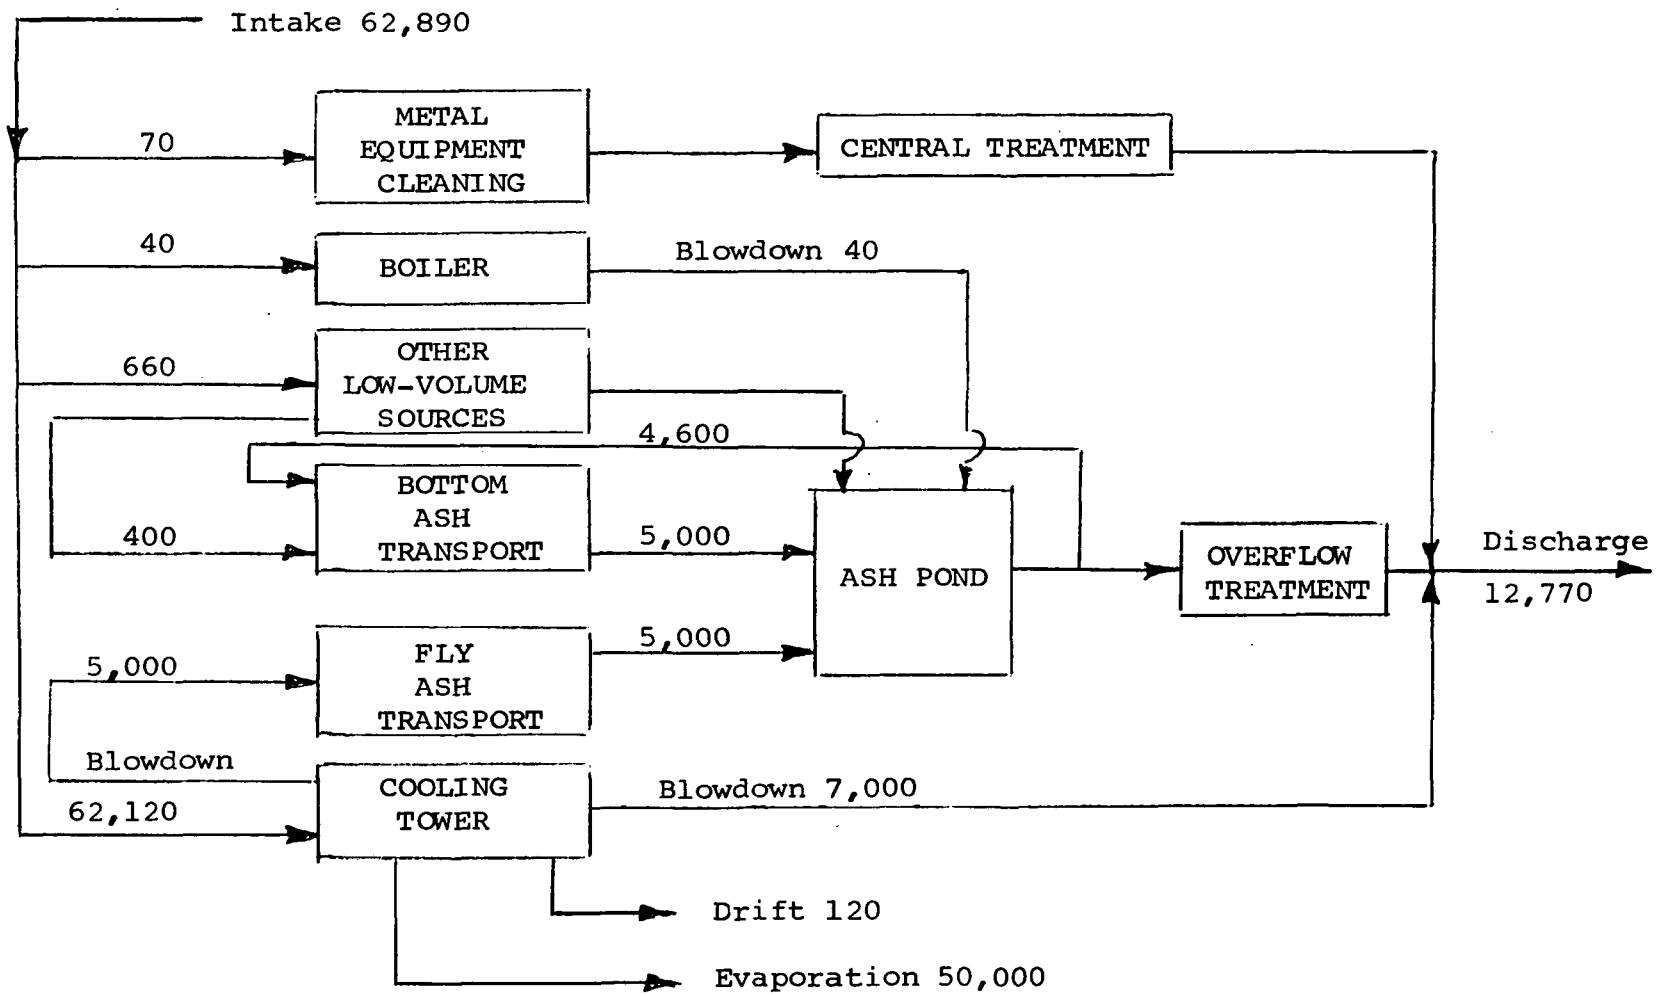 Intake 62,890
METAL
EQUIPMENT
CLEANING
70
CENTRAL TREATMENT
40
BOILER
Blowdown 40
660
OTHER
LOW-VOLUME
SOURCES
4,600
BOTTOM
ASH
TRANSPORT
400
5,000
ASH POND
OVERFLOW
TREATMENT
Discharge
12,770
5,000
FLY
ASH
TRANSPORT
5,000
Blowdown
62,120
COOLING
TOWER
Blowdown 7,000
Drift 120
Evaporation 50,000